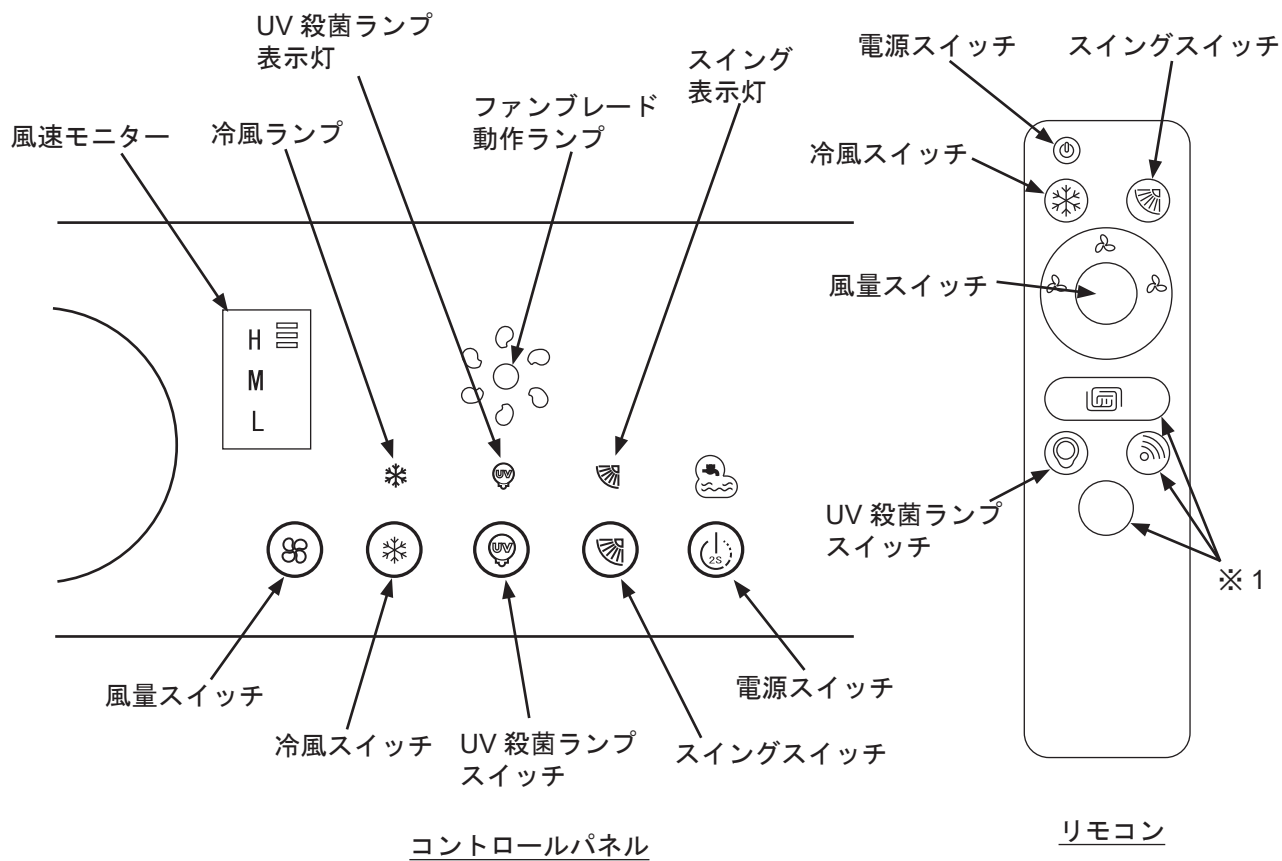 UV 殺菌ランプ
表示灯
風速モニター
冷風ランプ
ファンブレード
動作ランプ
スイング
表示灯
H
M
L
UV
UV
2S
風量スイッチ
冷風スイッチ
UV 殺菌ランプ
スイッチ
スイングスイッチ
電源スイッチ
コントロールパネル
電源スイッチ
スイングスイッチ
冷風スイッチ
風量スイッチ
UV 殺菌ランプ
スイッチ
※ 1
リモコン